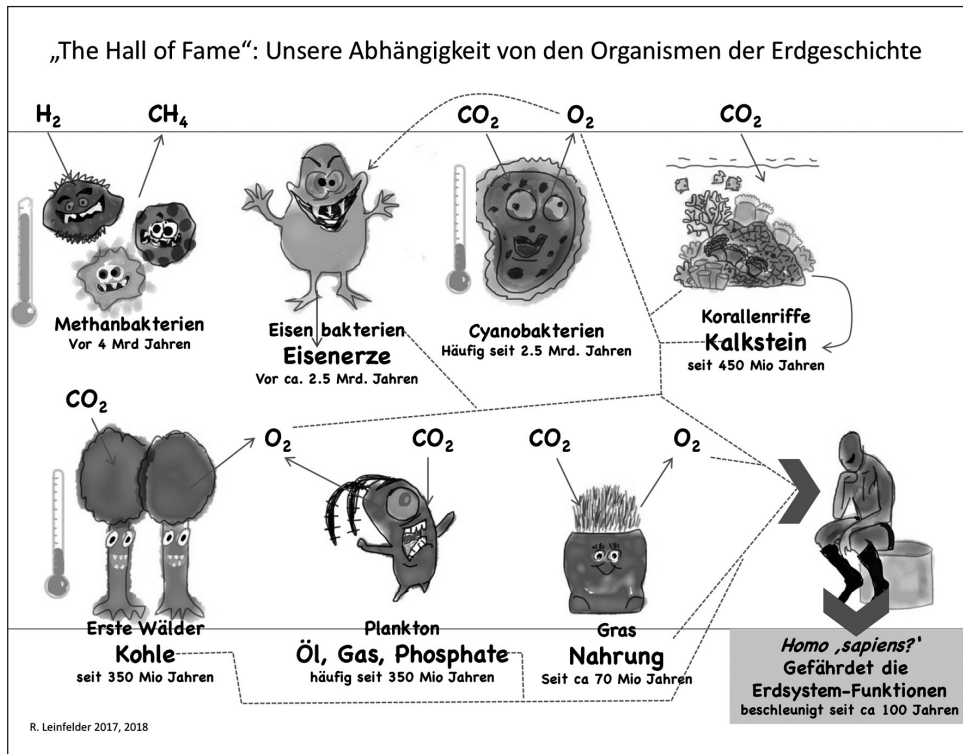 „The Hall of Fame“: Unsere Abhängigkeit von den Organismen der Erdgeschichte
H₂ CH₄ CO₂ O₂ CO₂
Methanbakterien
Vor 4 Mrd Jahren
Eisenbakterien
Eisenerze
Vor ca. 2.5 Mrd. Jahren
Cyanobakterien
Häufig seit 2.5 Mrd. Jahren
Korallenriffe
Kalkstein
seit 450 Mio Jahren
CO₂ O₂ CO₂ CO₂ O₂
Erste Wälder
Kohle
seit 350 Mio Jahren
Plankton
Öl, Gas, Phosphate
häufig seit 350 Mio Jahren
Gras
Nahrung
Seit ca 70 Mio Jahren
Homo ‚sapiens?‘
Gefährdet die
Erdsystem-Funktionen
beschleunigt seit ca 100 Jahren
R. Leinfelder 2017, 2018